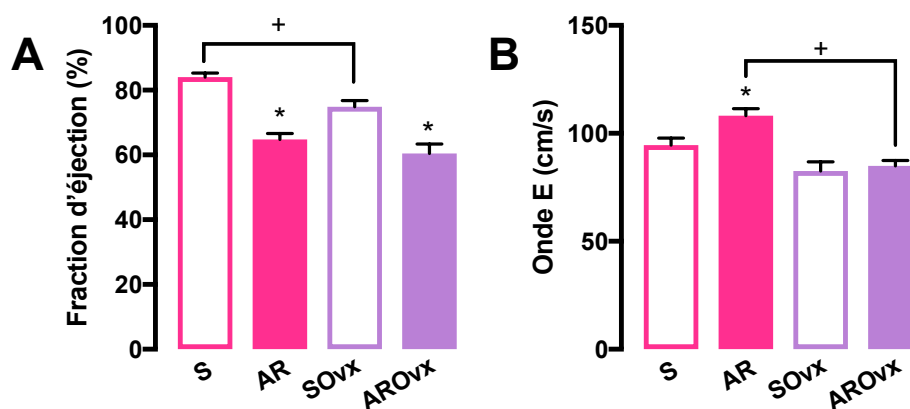 A
Fraction d'éjection (%)
100
80
60
40
20
0
+
*
*
S
AR
SOvx
AROvx
B
Onde E (cm/s)
150
100
50
0
+
*
S
AR
SOvx
AROvx